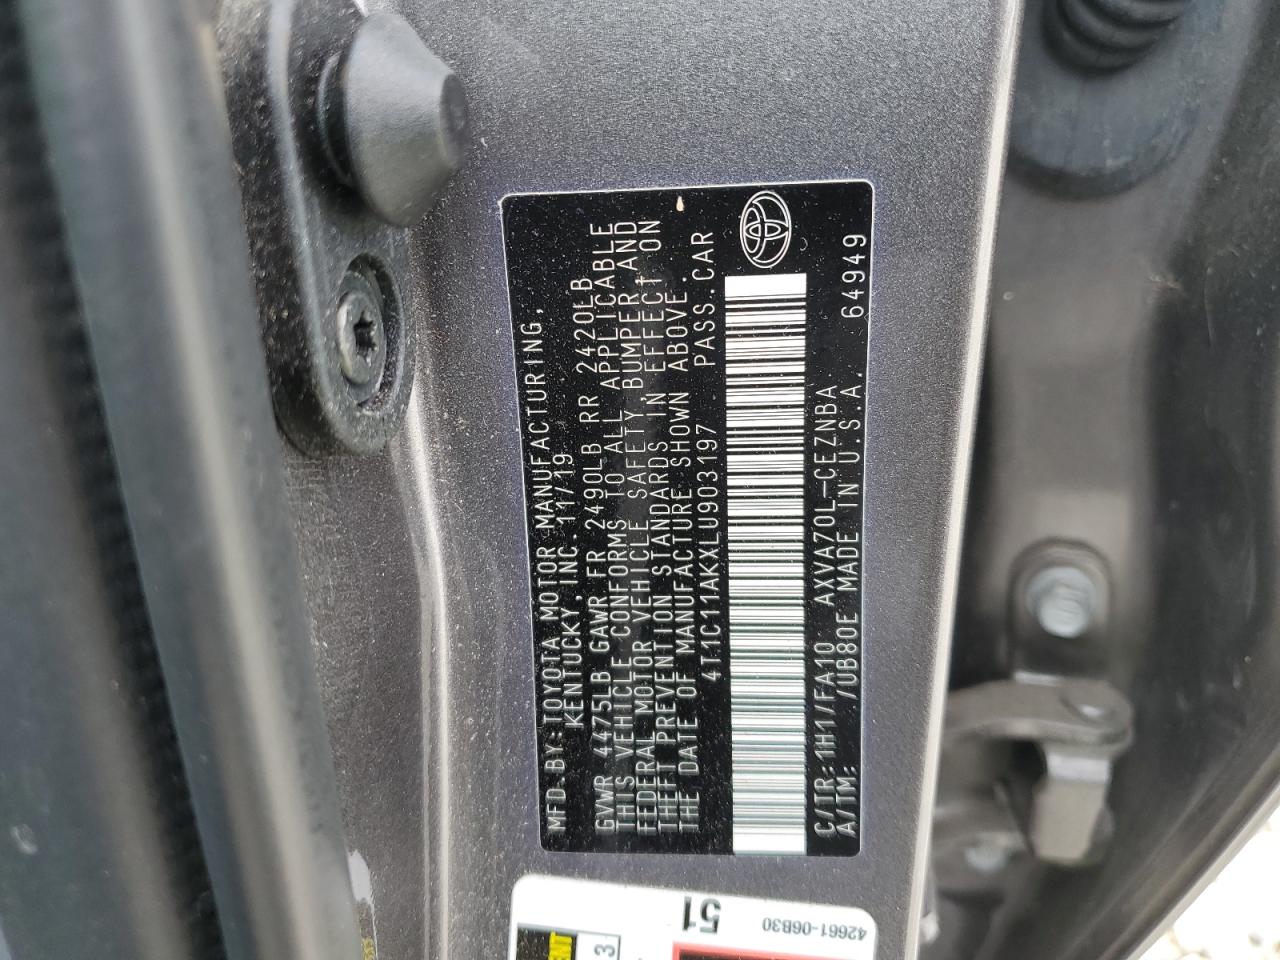 MFD.BY:TOYOTA MOTOR MANUFACTURING,
KENTUCKY,INC. 11/19
GVWR 4475LB GAWR FR 2490LB RR 2420LB
THIS VEHICLE CONFORMS TO ALL APPLICABLE
FEDERAL MOTOR VEHICLE SAFETY,BUMPER,AND
THEFT PREVENTION STANDARDS IN EFFECT ON
THE DATE OF MANUFACTURE SHOWN ABOVE.
4T1C11AKXLU903197 PASS.CAR
C/TR:1H1/FA10 AXVA70L-CEZNBA
A/TM: /UB80E MADE IN U.S.A. 64949
51
42661-06B30
3